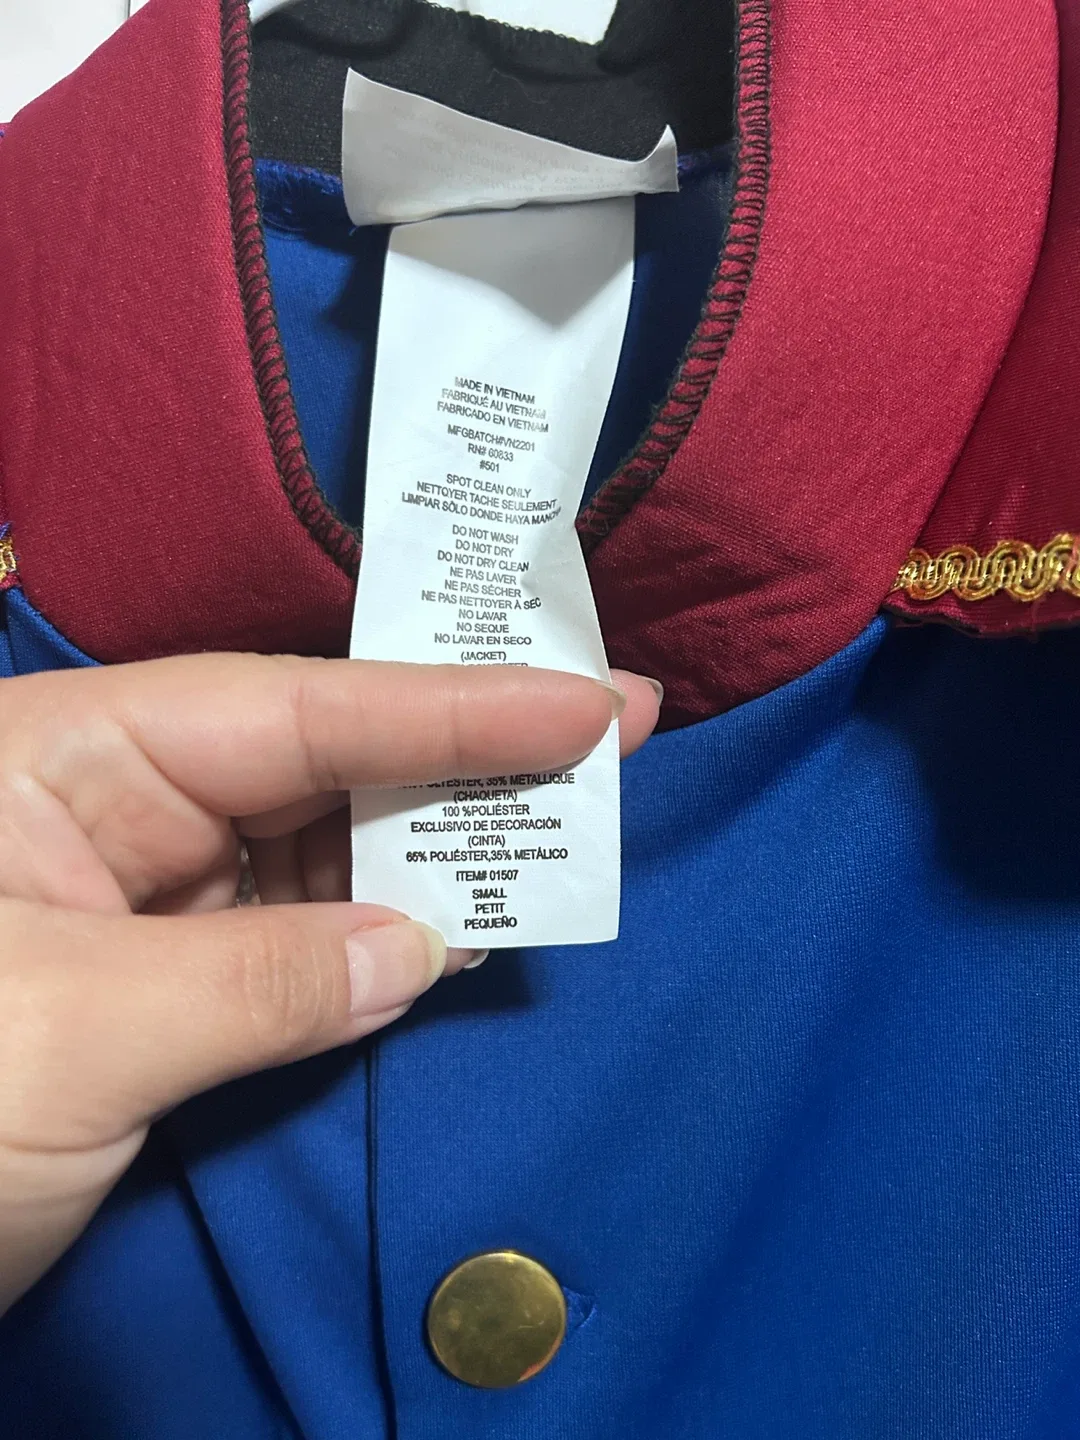 MADE IN VIETNAM
FABRIQUÉ AU VIETNAM
FABRICADO EN VIETNAM
MFGBATCH#VN2201
RN# 60833
#501
SPOT CLEAN ONLY
NETTOYER TACHE SEULEMENT
LIMPIAR SÓLO DONDE HAYA
DO NOT WASH
DO NOT DRY
DO NOT DRY CLEAN
NE PAS LAVER
NE PAS SÉCHER
NE PAS NETTOYER À SEC
NO LAVAR
NO SEQUE
NO LAVAR EN SECO
(JACKET)
35% METALLIQUE
(CHAQUETA)
100 %POLIÉSTER
EXCLUSIVO DE DECORACIÓN
(CINTA)
65% POLIÉSTER,35% METÁLICO
ITEM# 01507
SMALL
PETIT
PEQUEÑO